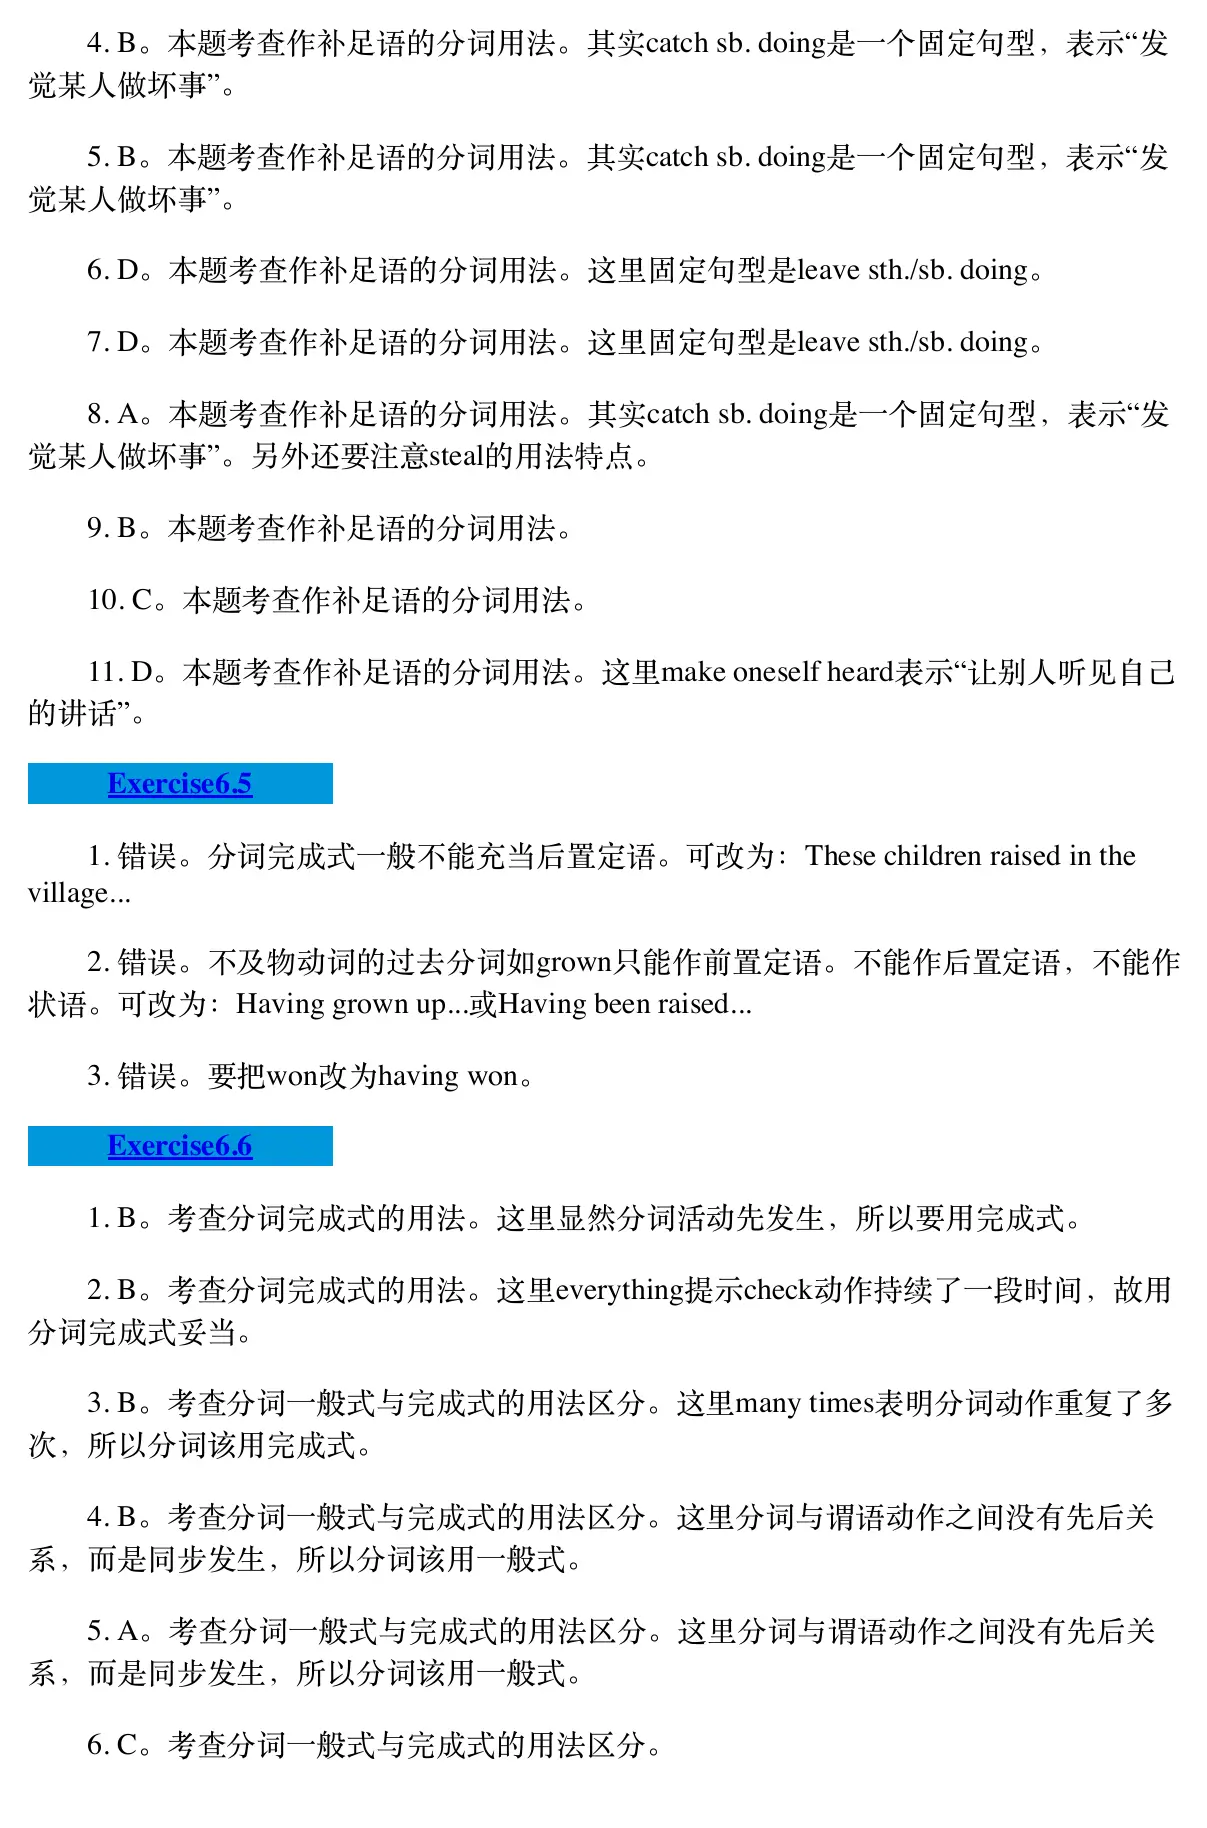 4. B。本题考查作补足语的分词用法。其实catch sb. doing是一个固定句型，表示“发
觉某人做坏事”。
5. B。本题考查作补足语的分词用法。其实catch sb. doing是一个固定句型，表示“发
觉某人做坏事”。
6. D。本题考查作补足语的分词用法。这里固定句型是leave sth./sb. doing。
7. D。本题考查作补足语的分词用法。这里固定句型是leave sth./sb. doing。
8. A。本题考查作补足语的分词用法。其实catch sb. doing是一个固定句型，表示“发
觉某人做坏事”。另外还要注意steal的用法特点。
9. B。本题考查作补足语的分词用法。
10. C。本题考查作补足语的分词用法。
11. D。本题考查作补足语的分词用法。这里make oneself heard表示“让别人听见自己
的讲话”。
Exercise6.5
1. 错误。分词完成式一般不能充当后置定语。可改为：These children raised in the
village...
2. 错误。不及物动词的过去分词如grown只能作前置定语。不能作后置定语，不能作
状语。可改为：Having grown up...或Having been raised...
3. 错误。要把won改为having won。
Exercise6.6
1. B。考查分词完成式的用法。这里显然分词活动先发生，所以要用完成式。
2. B。考查分词完成式的用法。这里everything提示check动作持续了一段时间，故用
分词完成式妥当。
3. B。考查分词一般式与完成式的用法区分。这里many times表明分词动作重复了多
次，所以分词该用完成式。
4. B。考查分词一般式与完成式的用法区分。这里分词与谓语动作之间没有先后关
系，而是同步发生，所以分词该用一般式。
5. A。考查分词一般式与完成式的用法区分。这里分词与谓语动作之间没有先后关
系，而是同步发生，所以分词该用一般式。
6. C。考查分词一般式与完成式的用法区分。